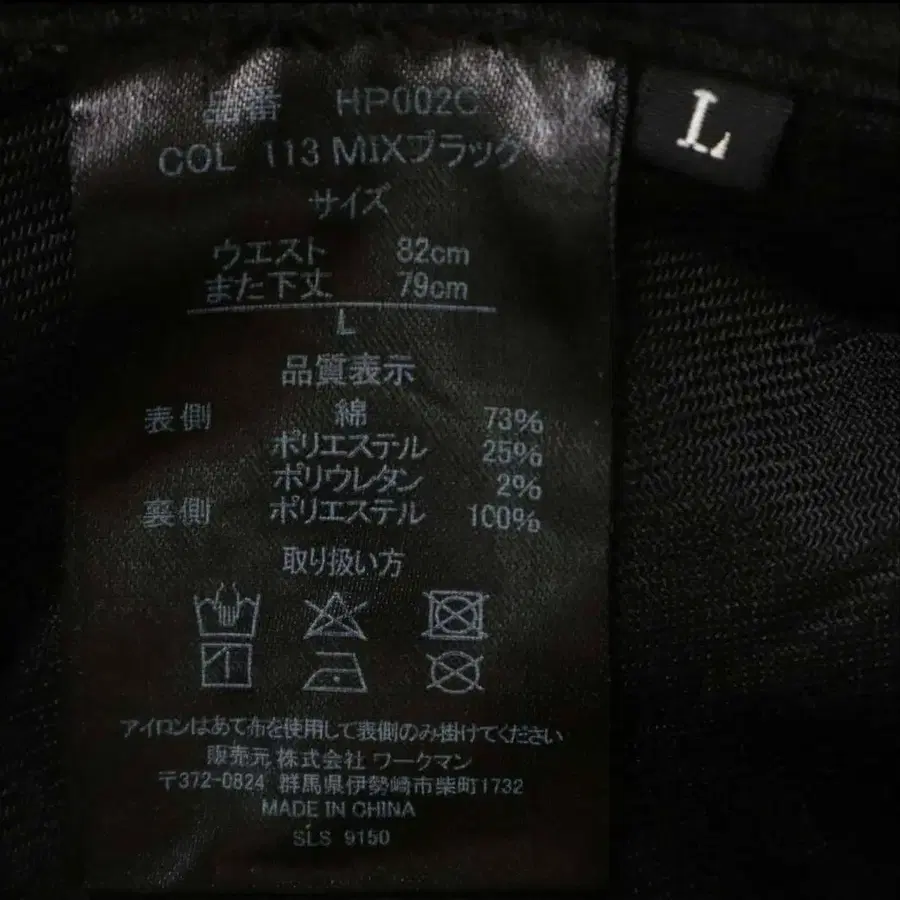 品番 HP002C
COL 113 MIXブラック
サイズ
ウエスト 82cm
また下丈 79cm
L
品質表示
表側 綿 73%
ポリエステル 25%
ポリウレタン 2%
裏側 ポリエステル 100%
取り扱い方
アイロンはあて布を使用して表側のみ掛けてください
販売元 株式会社 ワークマン
〒372-0824 群馬県伊勢崎市柴町1732
MADE IN CHINA
SLS 9150
L